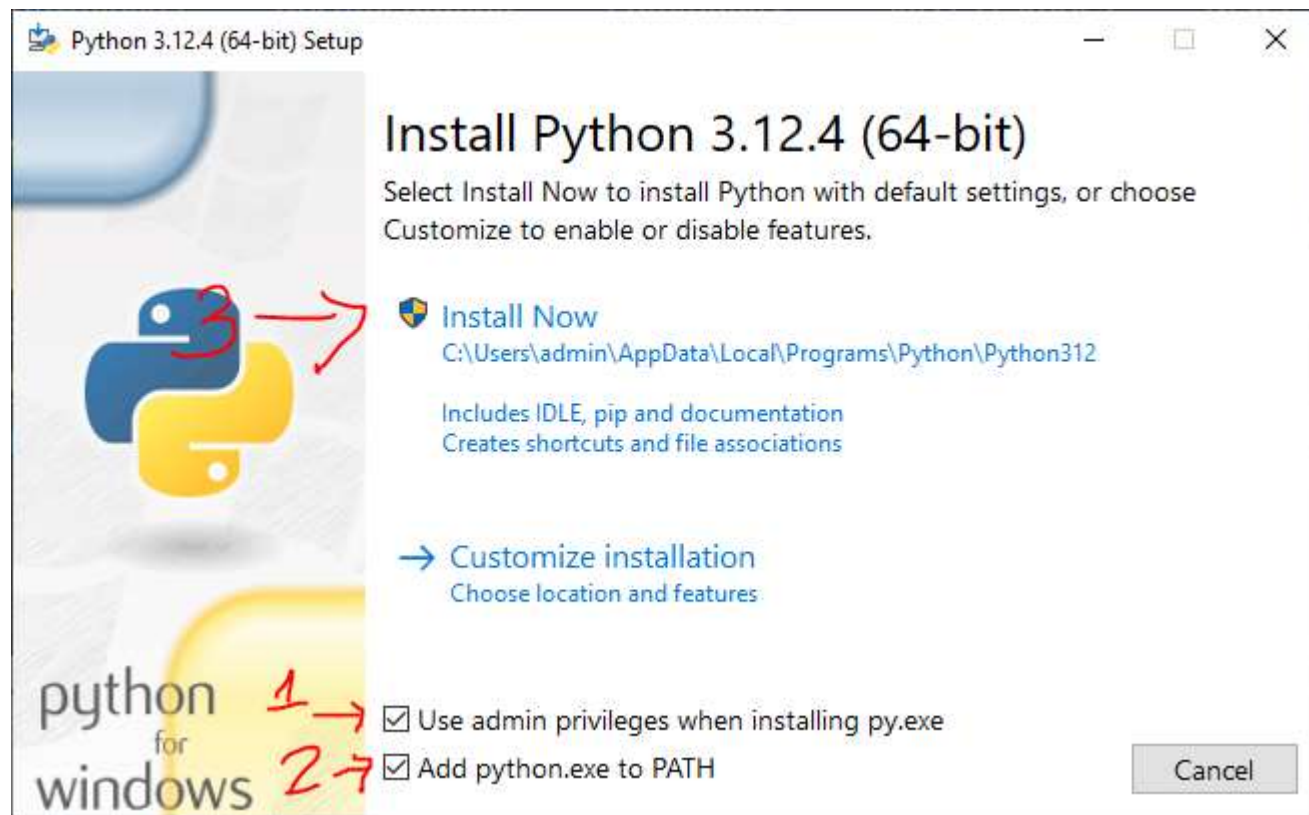 Python 3.12.4 (64-bit) Setup
Install Python 3.12.4 (64-bit)
Select Install Now to install Python with default settings, or choose
Customize to enable or disable features.
3
Install Now
C:\Users\admin\AppData\Local\Programs\Python\Python312
Includes IDLE, pip and documentation
Creates shortcuts and file associations
Customize installation
Choose location and features
python
for
windows
1
Use admin privileges when installing py.exe
2
Add python.exe to PATH
Cancel